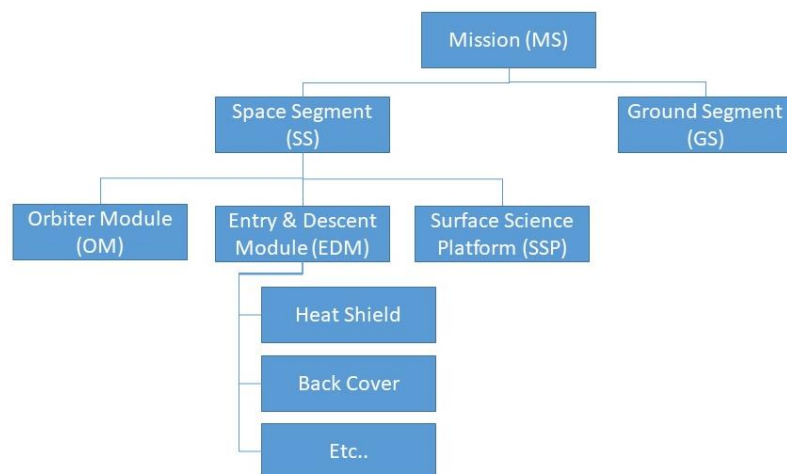 Mission (MS)
Space Segment
(SS)
Ground Segment
(GS)
Orbiter Module
(OM)
Entry & Descent
Module (EDM)
Surface Science
Platform (SSP)
Heat Shield
Back Cover
Etc..